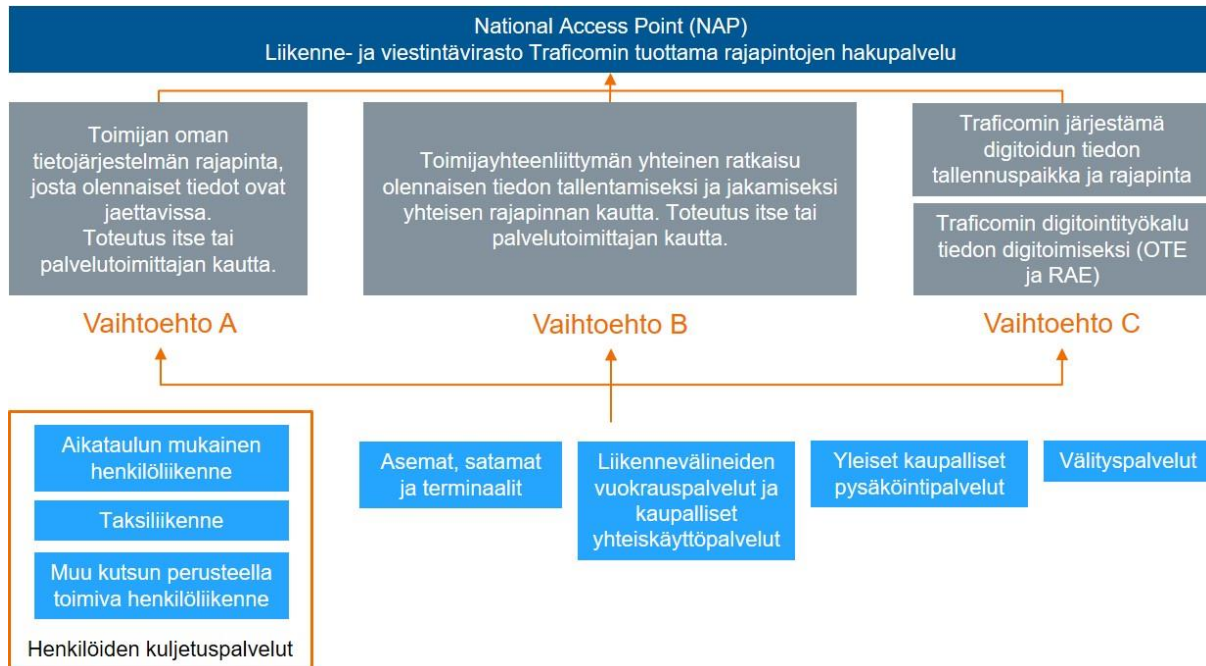 National Access Point (NAP)
Liikenne- ja viestintävirasto Traficomin tuottama rajapintojen hakupalvelu
Toimijan oman
tietojärjestelmän rajapinta,
josta olennaiset tiedot ovat
jaettavissa.
Toteutus itse tai
palvelutoimittajan kautta.
Toimijayhteenliittymän yhteinen ratkaisu
olennaisen tiedon tallentamiseksi ja jakamiseksi
yhteisen rajapinnan kautta. Toteutus itse tai
palvelutoimittajan kautta.
Traficomin järjestämä
digitoidun tiedon
tallennuspaikka ja rajapinta
Traficomin digitointityökalu
tiedon digitoimiseksi (OTE
ja RAE)
Vaihtoehto A
Vaihtoehto B
Vaihtoehto C
Aikataulun mukainen
henkilöliikenne
Taksiliikenne
Muu kutsun perusteella
toimiva henkilöliikenne
Henkilöiden kuljetuspalvelut
Asemat, satamat
ja terminaalit
Liikennevälineiden
vuokrauspalvelut ja
kaupalliset
yhteiskäyttöpalvelut
Yleiset kaupalliset
pysäköintipalvelut
Välityspalvelut